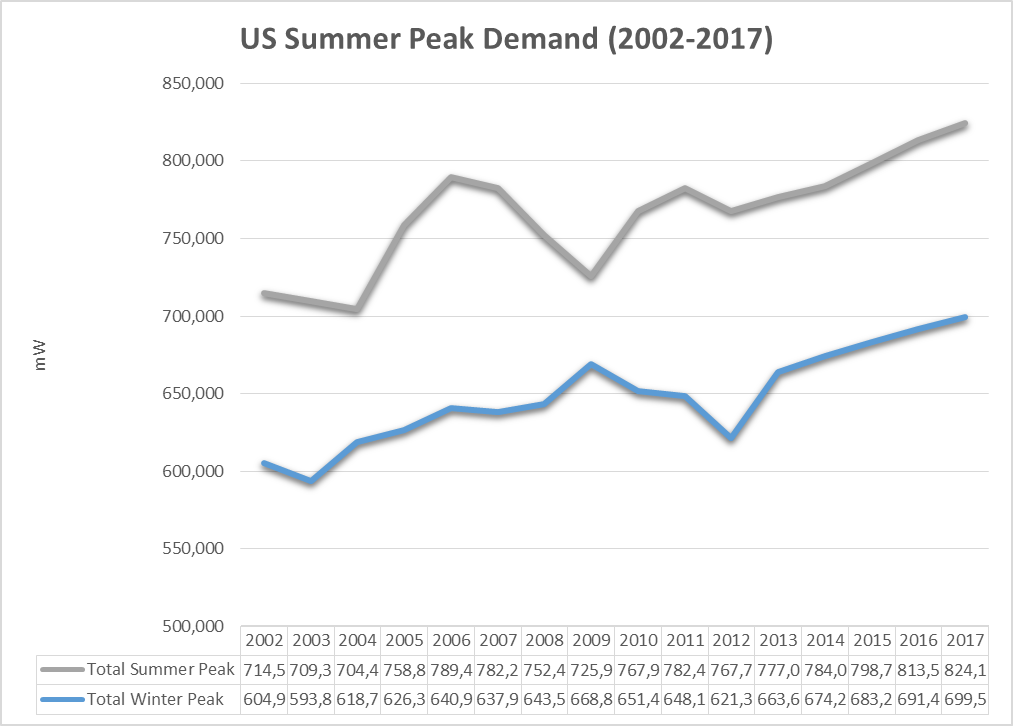 US Summer Peak Demand (2002-2017)
850,000
800,000
750,000
700,000
650,000
600,000
550,000
500,000
mW
2002 2003 2004 2005 2006 2007 2008 2009 2010 2011 2012 2013 2014 2015 2016 2017
Total Summer Peak 714,5 709,3 704,4 758,8 789,4 782,2 752,4 725,9 767,9 782,4 767,7 777,0 784,0 798,7 813,5 824,1
Total Winter Peak 604,9 593,8 618,7 626,3 640,9 637,9 643,5 668,8 651,4 648,1 621,3 663,6 674,2 683,2 691,4 699,5